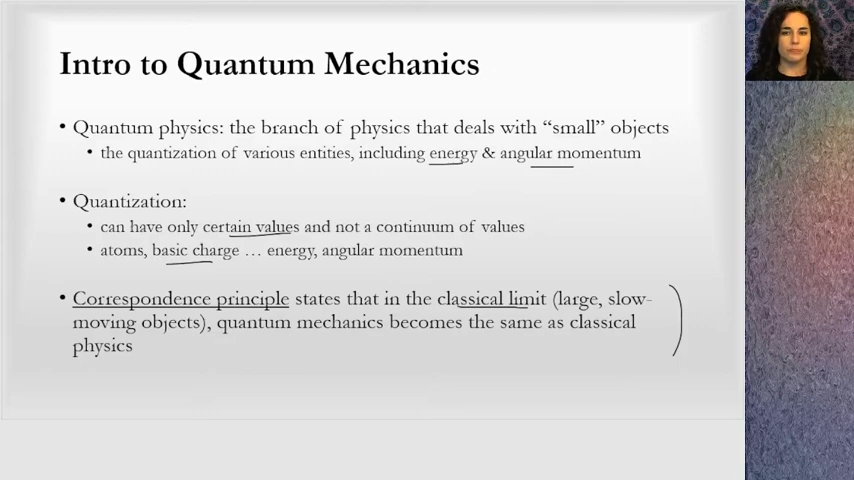 Intro to Quantum Mechanics
• Quantum physics: the branch of physics that deals with “small” objects
• the quantization of various entities, including energy & angular momentum
• Quantization:
• can have only certain values and not a continuum of values
• atoms, basic charge … energy, angular momentum
• Correspondence principle states that in the classical limit (large, slow-
moving objects), quantum mechanics becomes the same as classical
physics